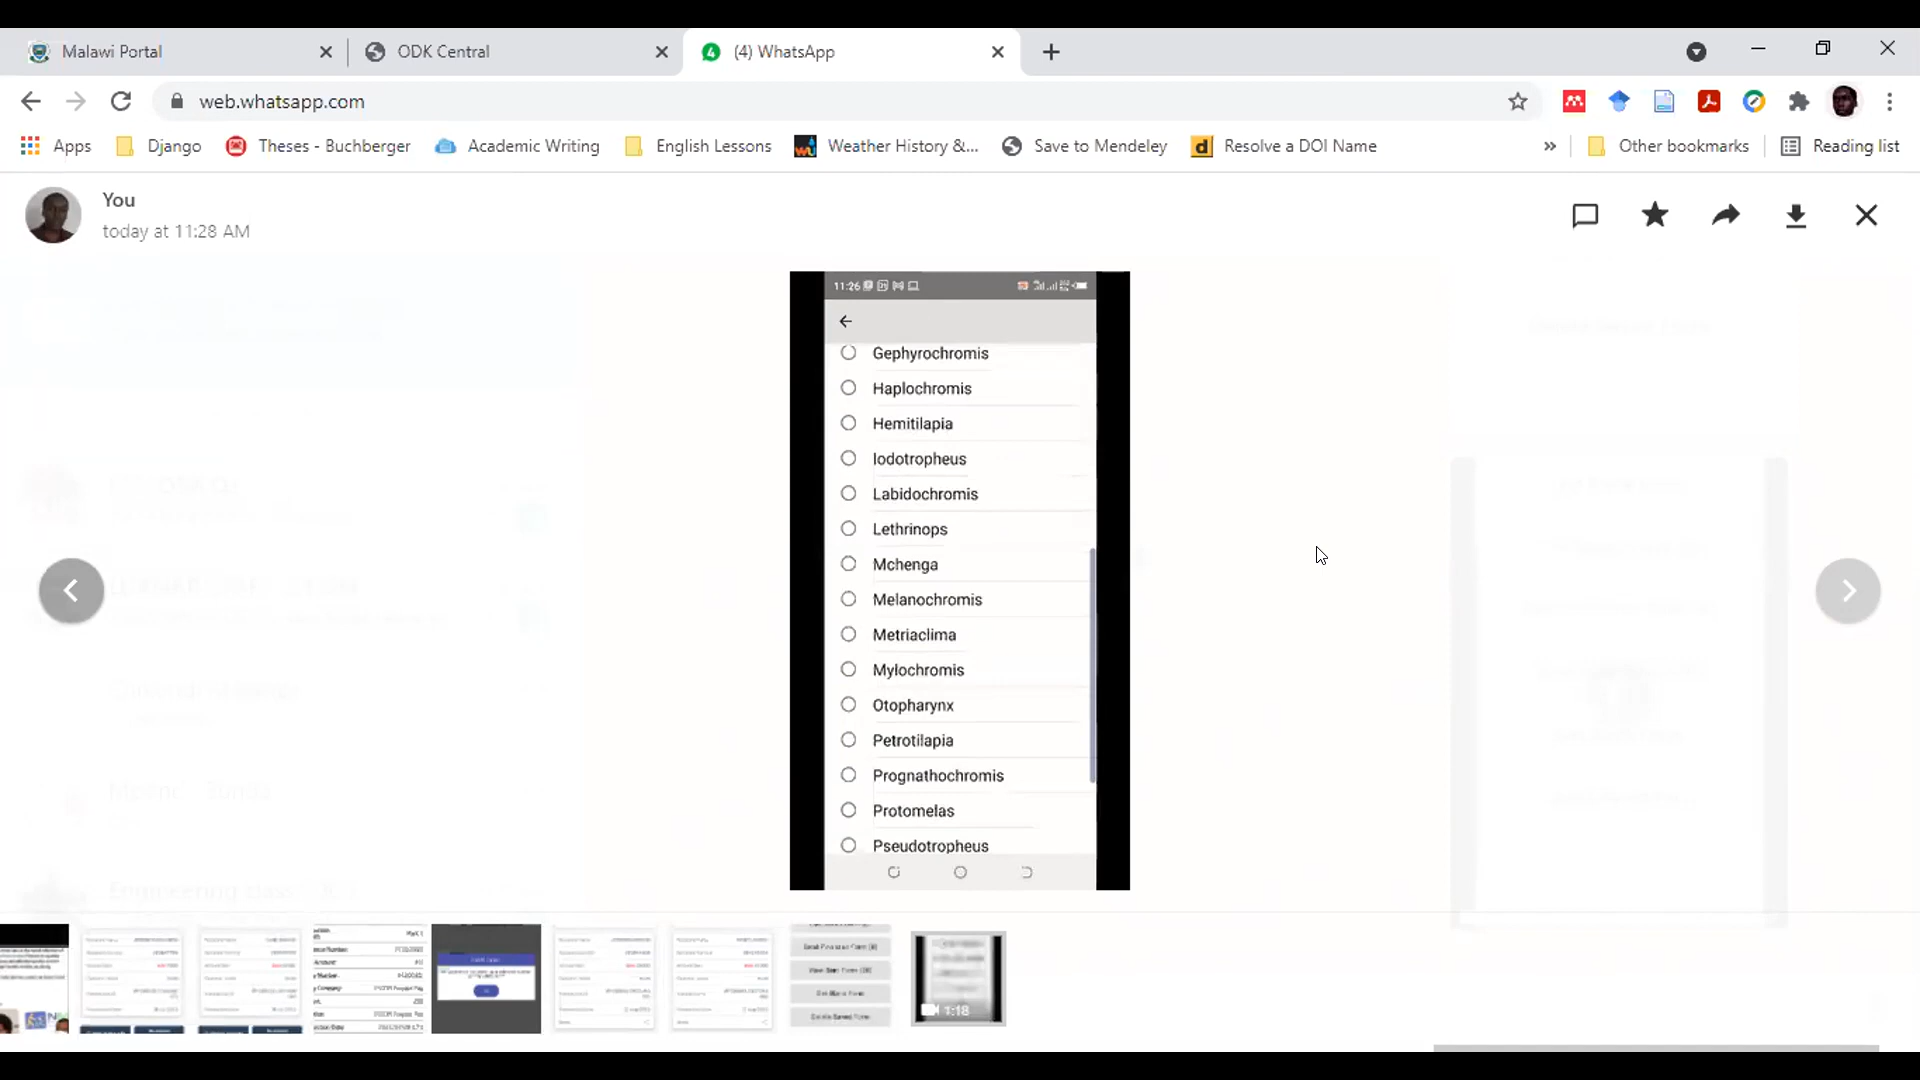 Malawi Portal
ODK Central
(4) WhatsApp
web.whatsapp.com
Apps
Django
Theses - Buchberger
Academic Writing
English Lessons
Weather History &...
Save to Mendeley
Resolve a DOI Name
»
Other bookmarks
Reading list
You
today at 11:28 AM
11:26
Gephyrochromis
Haplochromis
Hemitilapia
Iodotropheus
Labidochromis
Lethrinops
Mchenga
Melanochromis
Metriaclima
Mylochromis
Otopharynx
Petrotilapia
Prognathochromis
Protomelas
Pseudotropheus
1:18